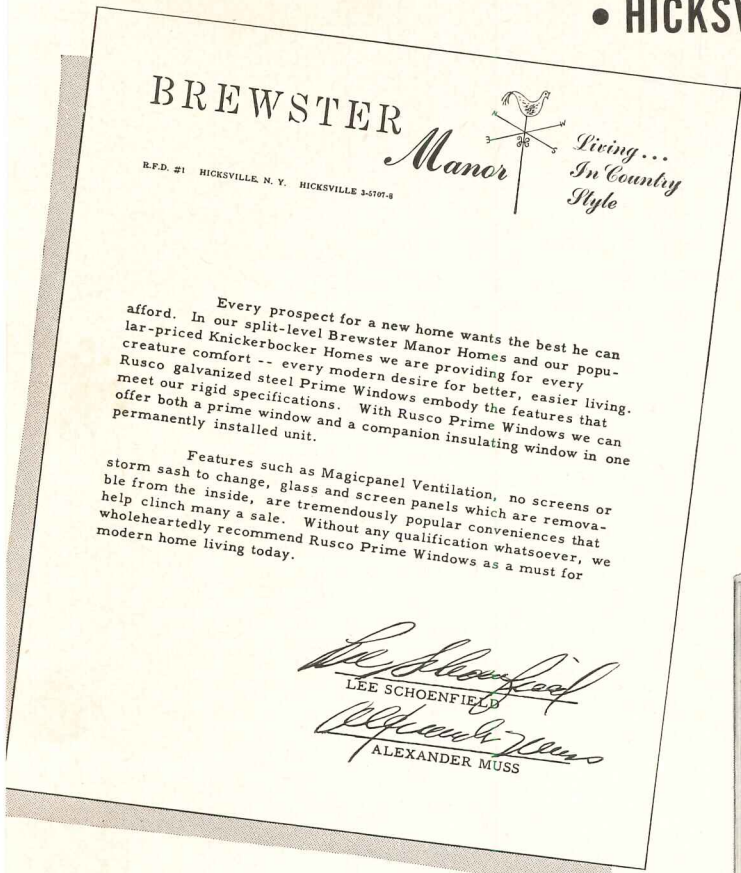 • HICKSV
BREWSTER
Manor
Living...
In Country
Style
N
W
3
S
R.F.D. #1 HICKSVILLE, N. Y. HICKSVILLE 3-5707-8
Every prospect for a new home wants the best he can
afford. In our split-level Brewster Manor Homes and our popu-
lar-priced Knickerbocker Homes we are providing for every
creature comfort -- every modern desire for better, easier living.
Rusco galvanized steel Prime Windows embody the features that
meet our rigid specifications. With Rusco Prime Windows we can
offer both a prime window and a companion insulating window in one
permanently installed unit.
Features such as Magicpanel Ventilation, no screens or
storm sash to change, glass and screen panels which are remova-
ble from the inside, are tremendously popular conveniences that
help clinch many a sale. Without any qualification whatsoever, we
wholeheartedly recommend Rusco Prime Windows as a must for
modern home living today.
Lee Schoenfield
LEE SCHOENFIELD
Alexander Muss
ALEXANDER MUSS